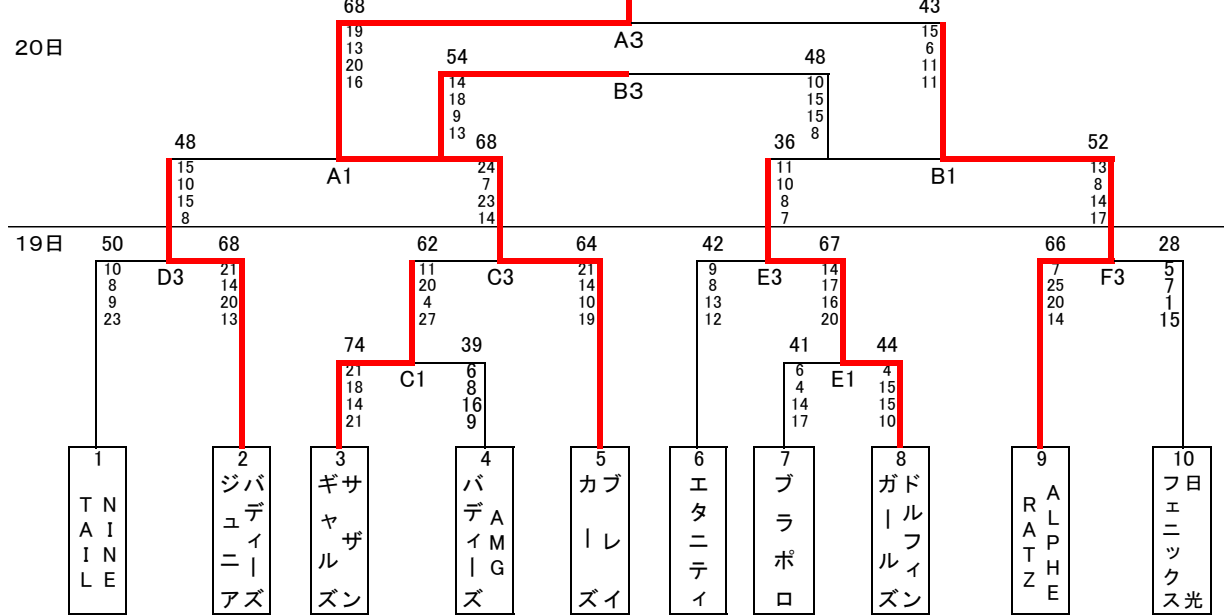 68 43
20日
19 15
13 6
20 11
16 11
A3
54 48
14 10
18 15
9 15
13 8
B3
48 68
15 24
10 7
15 23
8 14
A1
36 52
11 13
10 8
8 14
7 17
B1
19日
50 68
10 21
8 14
9 20
23 13
D3
62 64
11 21
20 14
4 10
27 19
C3
42 67
9 14
8 17
13 16
12 20
E3
66 28
7 5
25 7
20 1
14 15
F3
74 39
21 6
18 8
14 16
21 9
C1
41 44
6 4
4 15
14 15
17 10
E1
1
NINE
TAIL
2
バディーズ
ジュニア
3
サザン
ギャルズ
4
AMG
バディーズ
5
ブレイ
カーズ
6
エタニティ
7
ブラポロ
8
ドルフィン
ガールズ
9
ALPHE
RATZ
10
日光
フェニックス